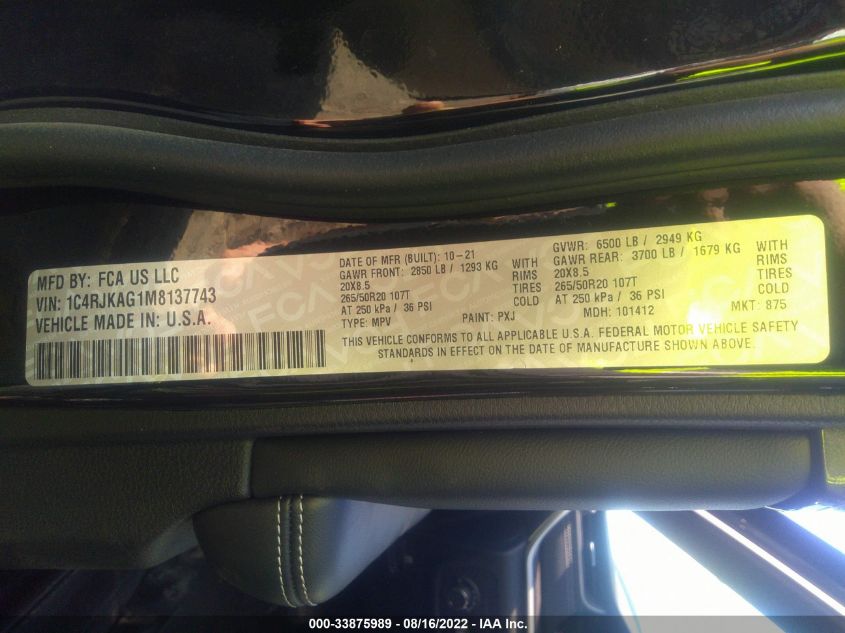 MFD BY: FCA US LLC
VIN: 1C4RJKAG1M8137743
VEHICLE MADE IN: U.S.A.
DATE OF MFR (BUILT): 10-21
GAWR FRONT: 2850 LB / 1293 KG WITH
20X8.5 RIMS
265/50R20 107T TIRES
AT 250 kPa / 36 PSI COLD
TYPE: MPV PAINT: PXJ
GVWR: 6500 LB / 2949 KG
GAWR REAR: 3700 LB / 1679 KG WITH
20X8.5 RIMS
265/50R20 107T TIRES
AT 250 kPa / 36 PSI COLD
MDH: 101412 MKT: 875
THIS VEHICLE CONFORMS TO ALL APPLICABLE U.S.A. FEDERAL MOTOR VEHICLE SAFETY
STANDARDS IN EFFECT ON THE DATE OF MANUFACTURE SHOWN ABOVE.
000-33875989 - 08/16/2022 - IAA Inc.